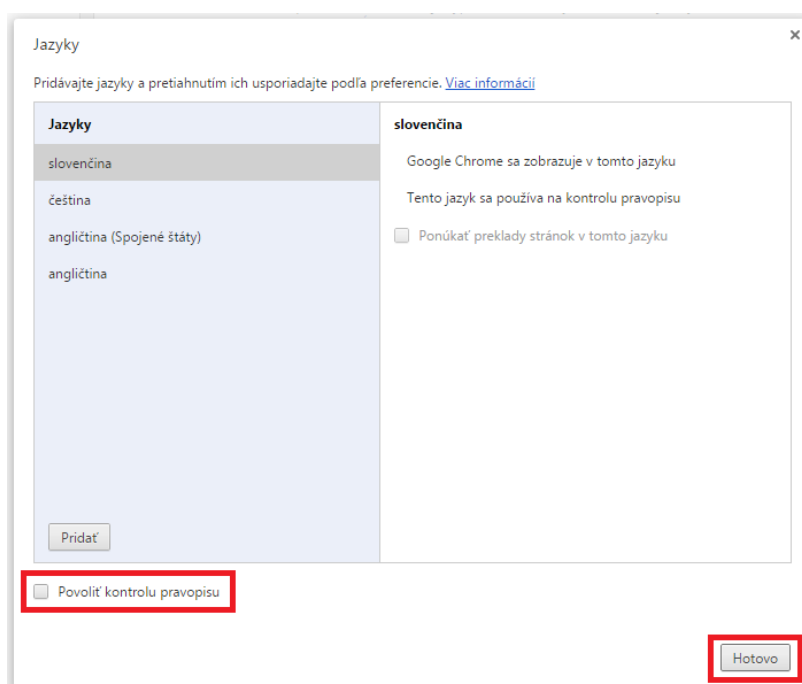 Jazyky
Pridávajte jazyky a pretiahnutím ich usporiadajte podľa preferencie. Viac informácií
Jazyky
slovenčina
čeština
angličtina (Spojené štáty)
angličtina
Pridať
slovenčina
Google Chrome sa zobrazuje v tomto jazyku
Tento jazyk sa používa na kontrolu pravopisu
Ponúkať preklady stránok v tomto jazyku
Povoliť kontrolu pravopisu
Hotovo